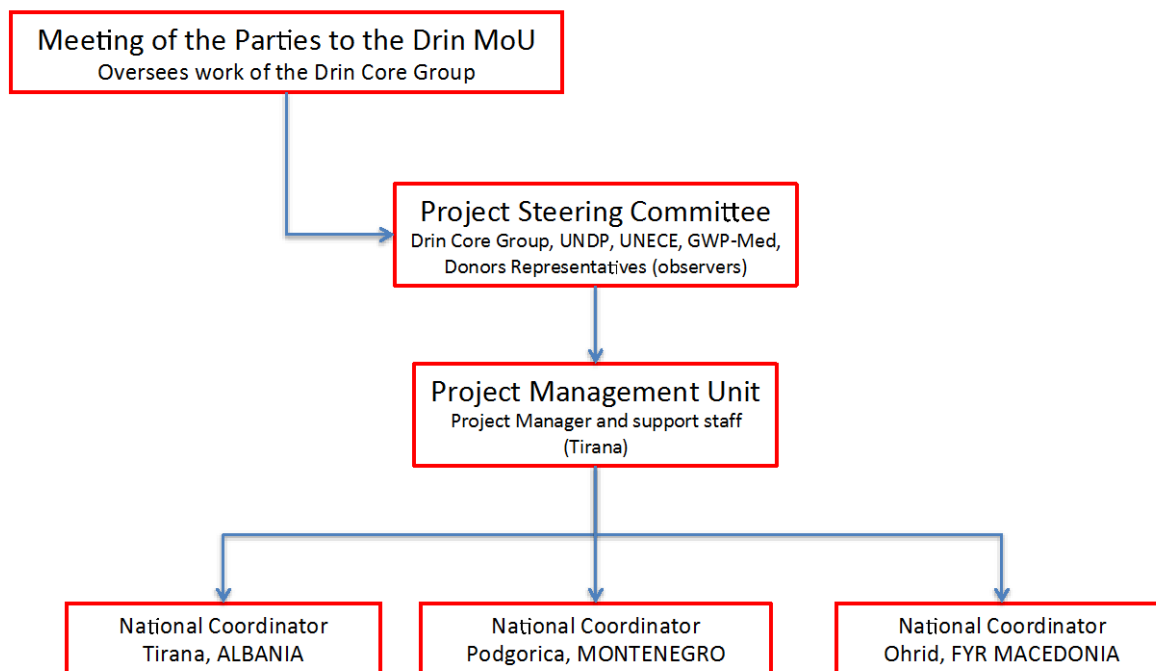 Meeting of the Parties to the Drin MoU
Oversees work of the Drin Core Group
Project Steering Committee
Drin Core Group, UNDP, UNECE, GWP-Med,
Donors Representatives (observers)
Project Management Unit
Project Manager and support staff
(Tirana)
National Coordinator
Tirana, ALBANIA
National Coordinator
Podgorica, MONTENEGRO
National Coordinator
Ohrid, FYR MACEDONIA